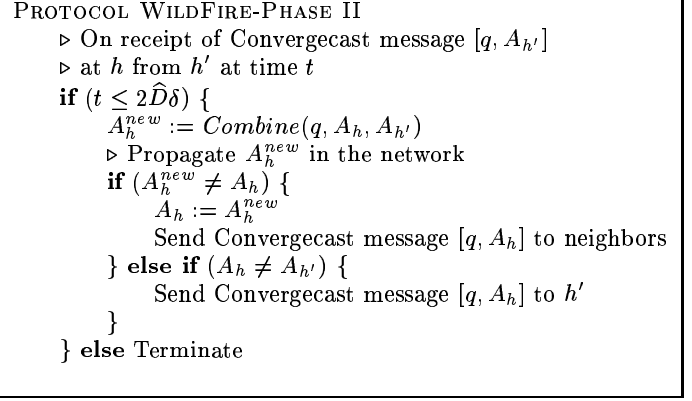 PROTOCOL WILDFIRE-PHASE II
▷ On receipt of Convergecast message [q, A_{h'}]
▷ at h from h' at time t
if (t ≤ 2D̂δ) {
A_h^{new} := Combine(q, A_h, A_{h'})
▷ Propagate A_h^{new} in the network
if (A_h^{new} ≠ A_h) {
A_h := A_h^{new}
Send Convergecast message [q, A_h] to neighbors
} else if (A_h ≠ A_{h'}) {
Send Convergecast message [q, A_h] to h'
}
} else Terminate